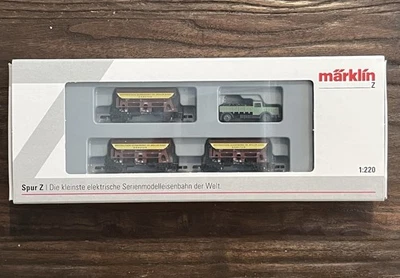 märklin
Z
1:220
Spur Z | Die kleinste elektrische Serienmodelleisenbahn der Welt.